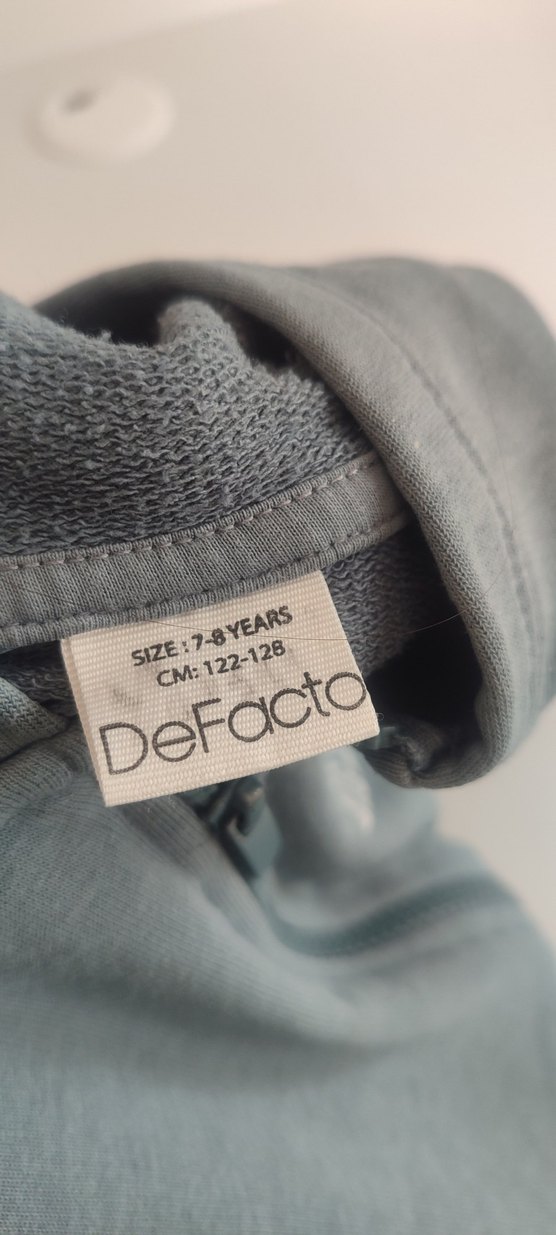 SIZE : 7-8 YEARS
CM: 122-128
DeFacto